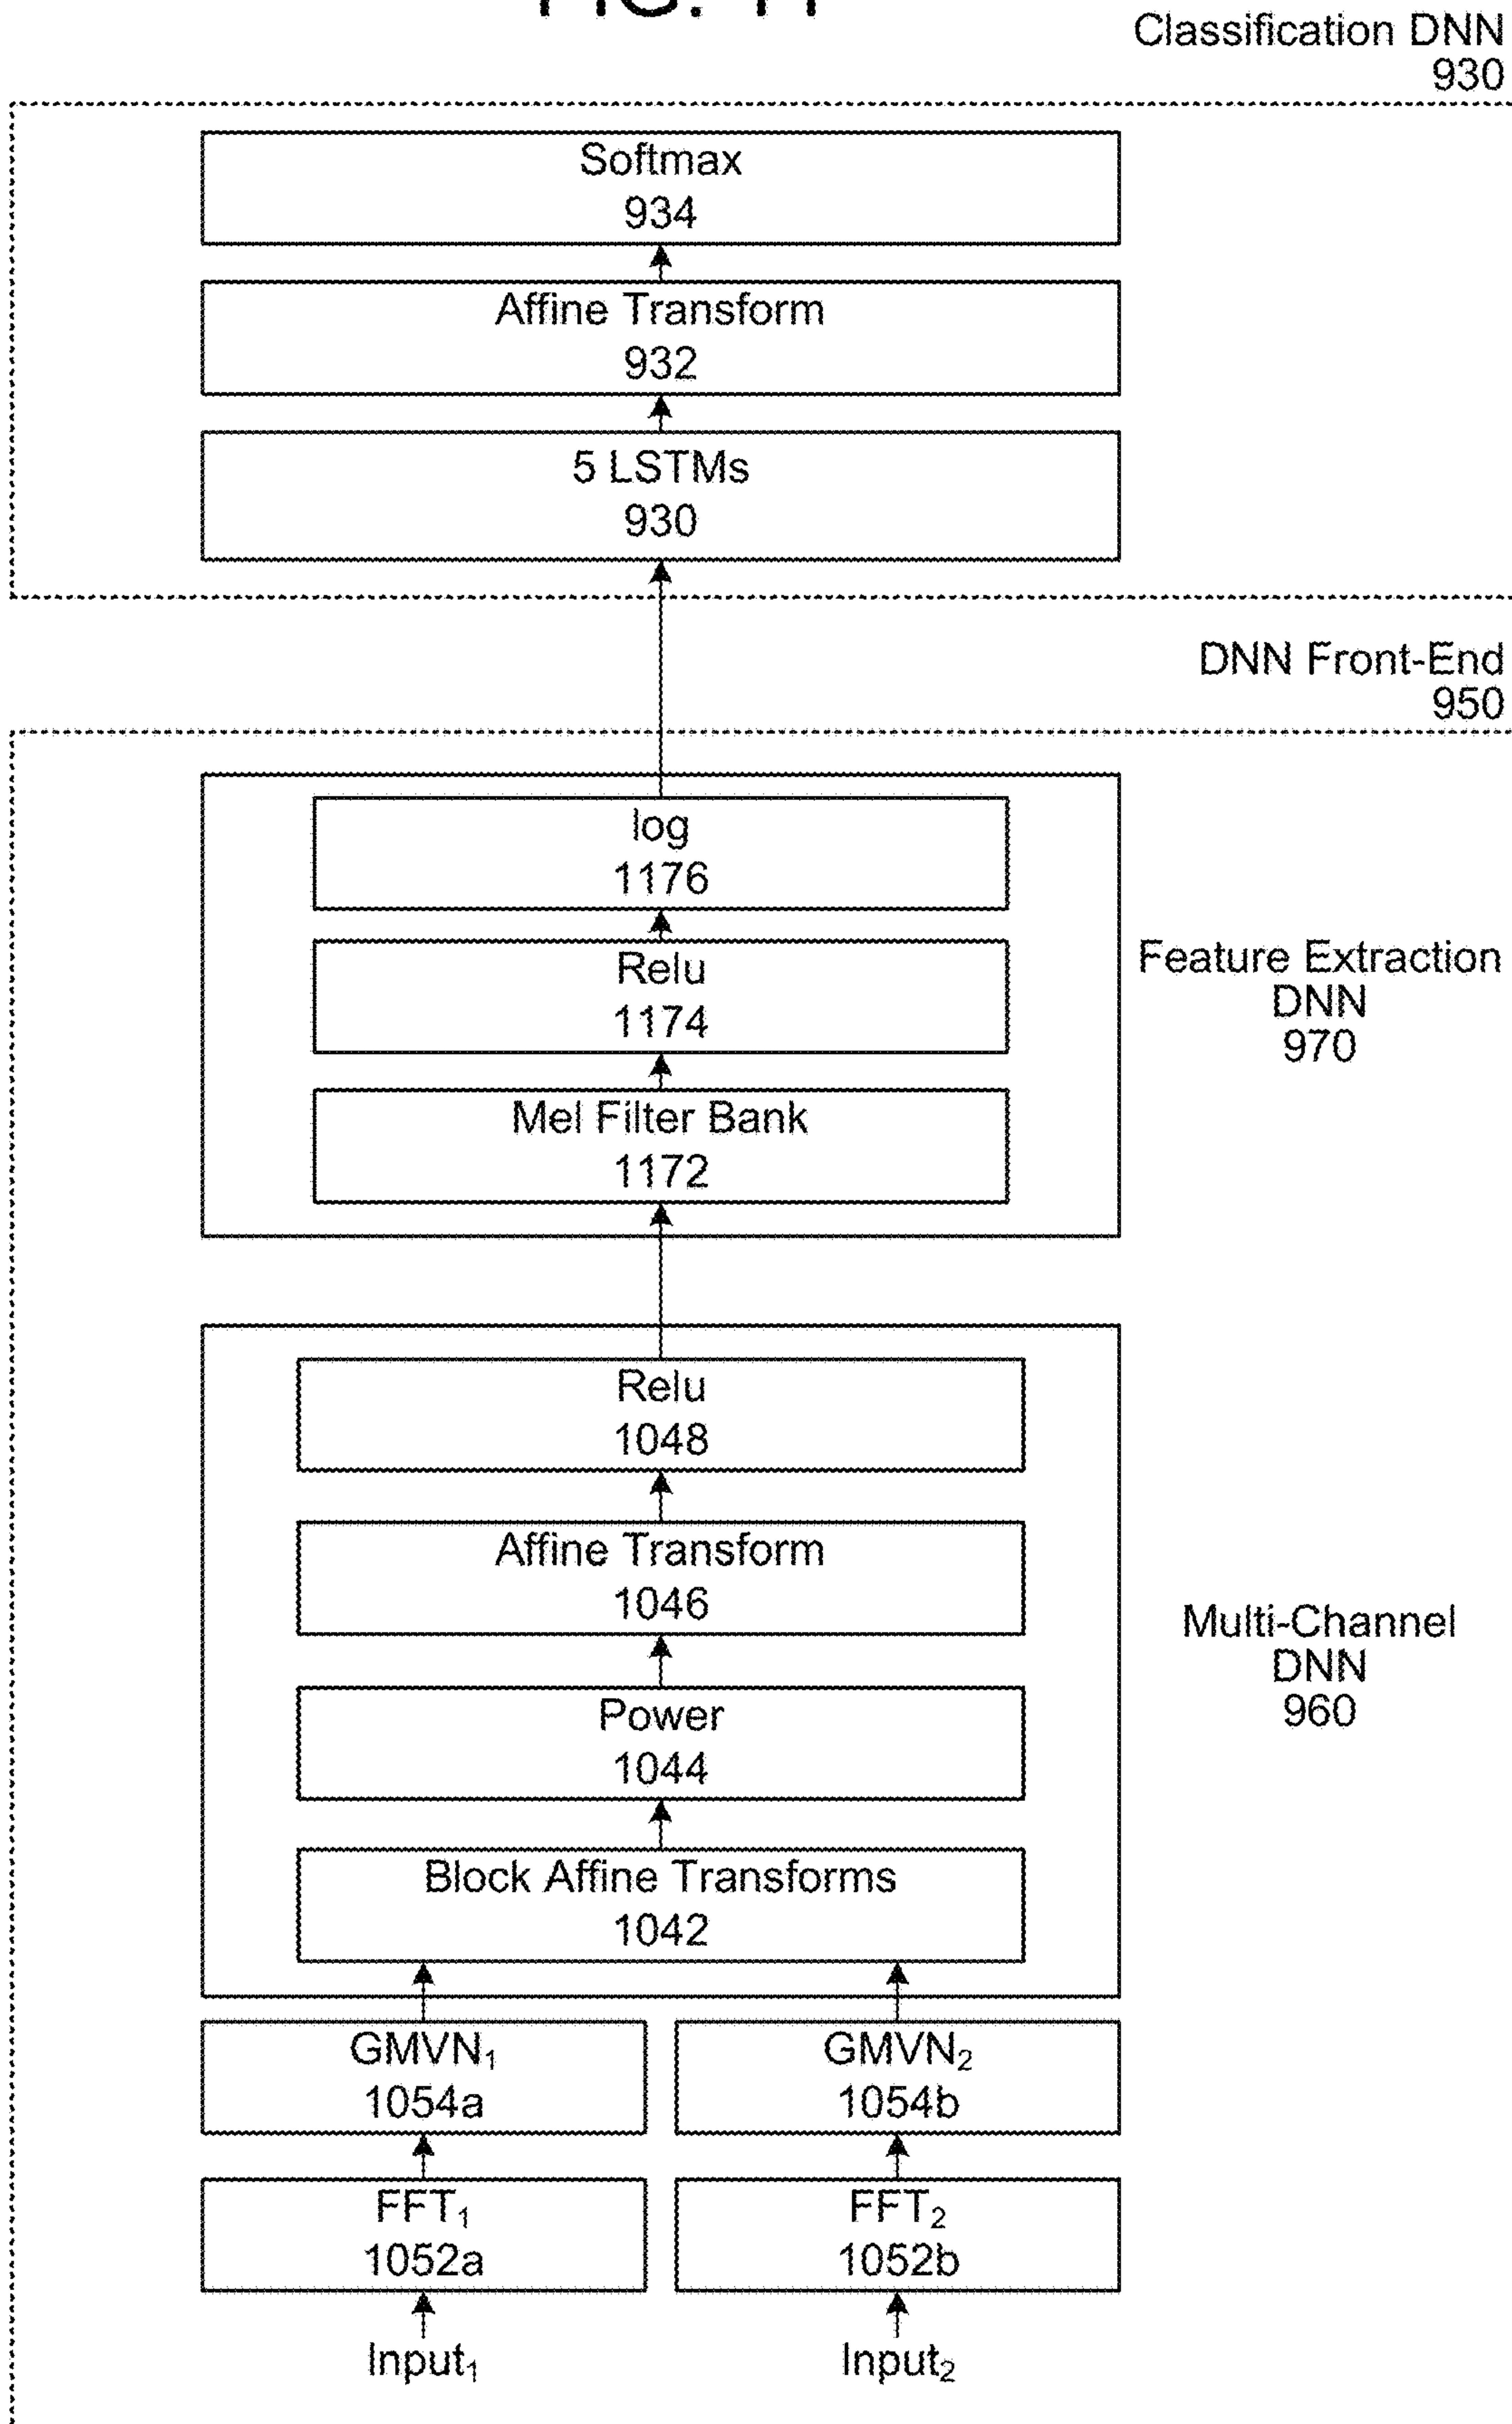 FIG. 11
Classification DNN
930
Softmax
934
Affine Transform
932
5 LSTMs
930
DNN Front-End
950
log
1176
Relu
1174
Mel Filter Bank
1172
Feature Extraction
DNN
970
Relu
1048
Affine Transform
1046
Power
1044
Block Affine Transforms
1042
Multi-Channel
DNN
960
GMVN₁
1054a
GMVN₂
1054b
FFT₁
1052a
FFT₂
1052b
Input₁
Input₂